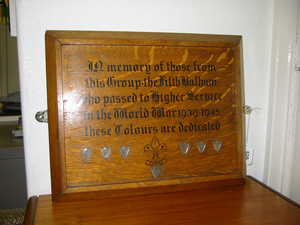 In memory of those from
this Group the Fifth Balham
who passed to Higher Service
in the World War 1939-1945
these Colours are dedicated